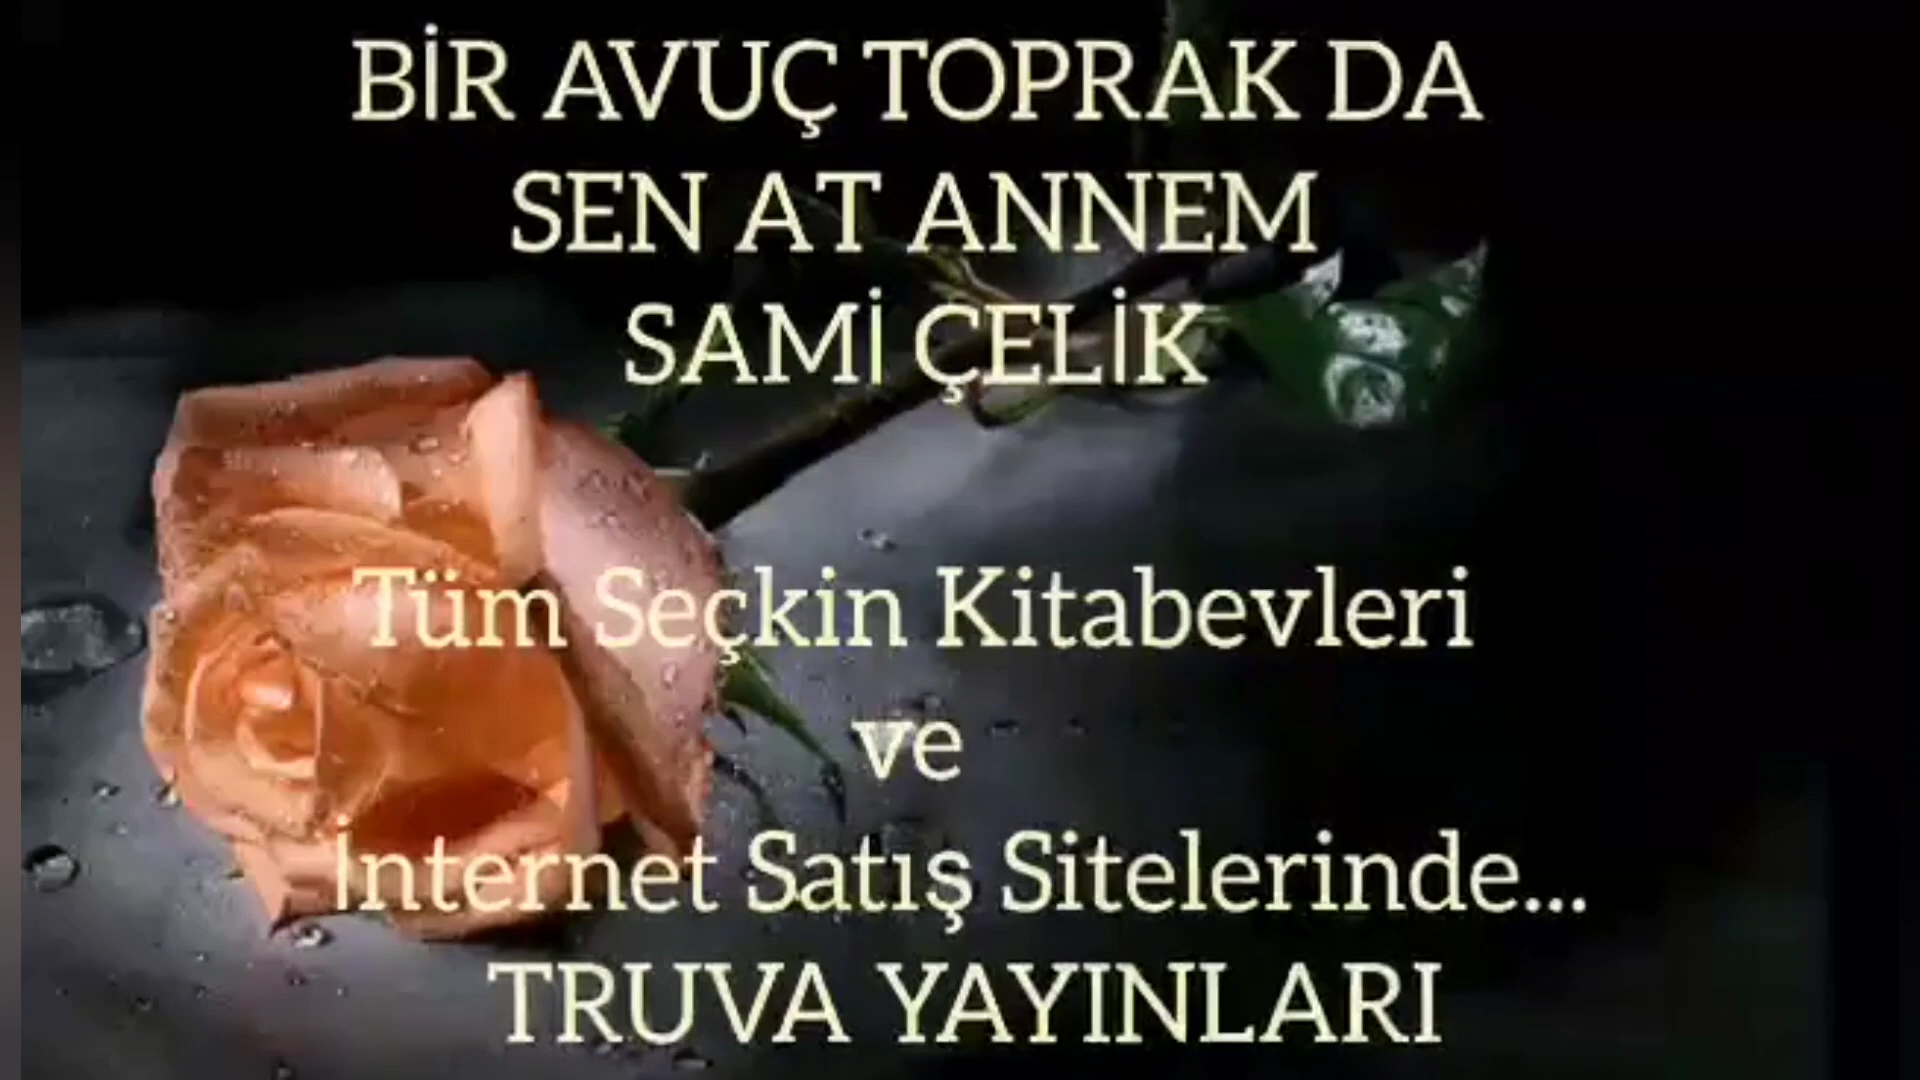 BİR AVUÇ TOPRAK DA
SEN AT ANNEM
SAMİ ÇELİK
Tüm Seçkin Kitabevleri
ve
İnternet Satış Sitelerinde...
TRUVA YAYINLARI